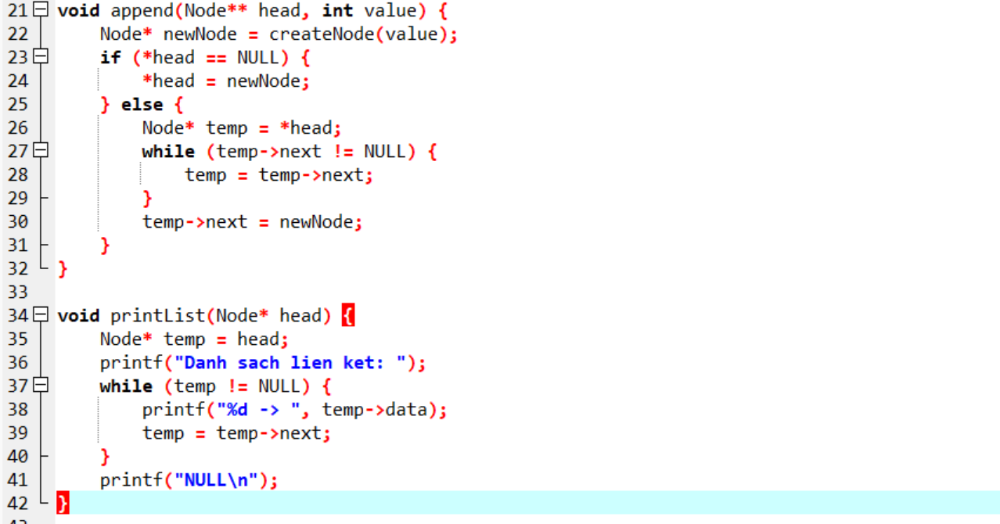 21 void append(Node** head, int value) {
22     Node* newNode = createNode(value);
23     if (*head == NULL) {
24         *head = newNode;
25     } else {
26         Node* temp = *head;
27         while (temp->next != NULL) {
28             temp = temp->next;
29         }
30         temp->next = newNode;
31     }
32 }
33
34 void printList(Node* head) {
35     Node* temp = head;
36     printf("Danh sach lien ket: ");
37     while (temp != NULL) {
38         printf("%d -> ", temp->data);
39         temp = temp->next;
40     }
41     printf("NULL\n");
42 }